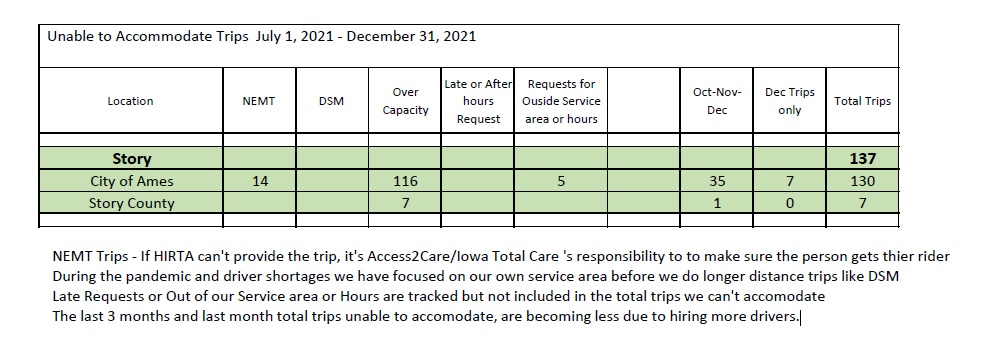 Unable to Accommodate Trips  July 1, 2021 - December 31, 2021
Location NEMT DSM Over Capacity Late or After hours Request Requests for Ouside Service area or hours Oct-Nov-Dec Dec Trips only Total Trips
Story 137
City of Ames 14 116 5 35 7 130
Story County 7 1 0 7
NEMT Trips - If HIRTA can't provide the trip, it's Access2Care/Iowa Total Care 's responsibility to to make sure the person gets thier rider
During the pandemic and driver shortages we have focused on our own service area before we do longer distance trips like DSM
Late Requests or Out of our Service area or Hours are tracked but not included in the total trips we can't accomodate
The last 3 months and last month total trips unable to accomodate, are becoming less due to hiring more drivers.